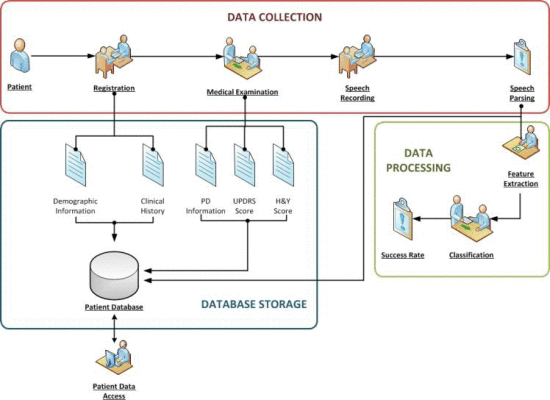 DATA COLLECTION
Patient
Registration
Medical Examination
Speech
Recording
Speech
Parsing
DATA
PROCESSING
Feature
Extraction
Classification
Success Rate
Demographic
Information
Clinical
History
PD
Information
UPDRS
Score
H&Y
Score
Patient Database
DATABASE STORAGE
Patient Data
Access